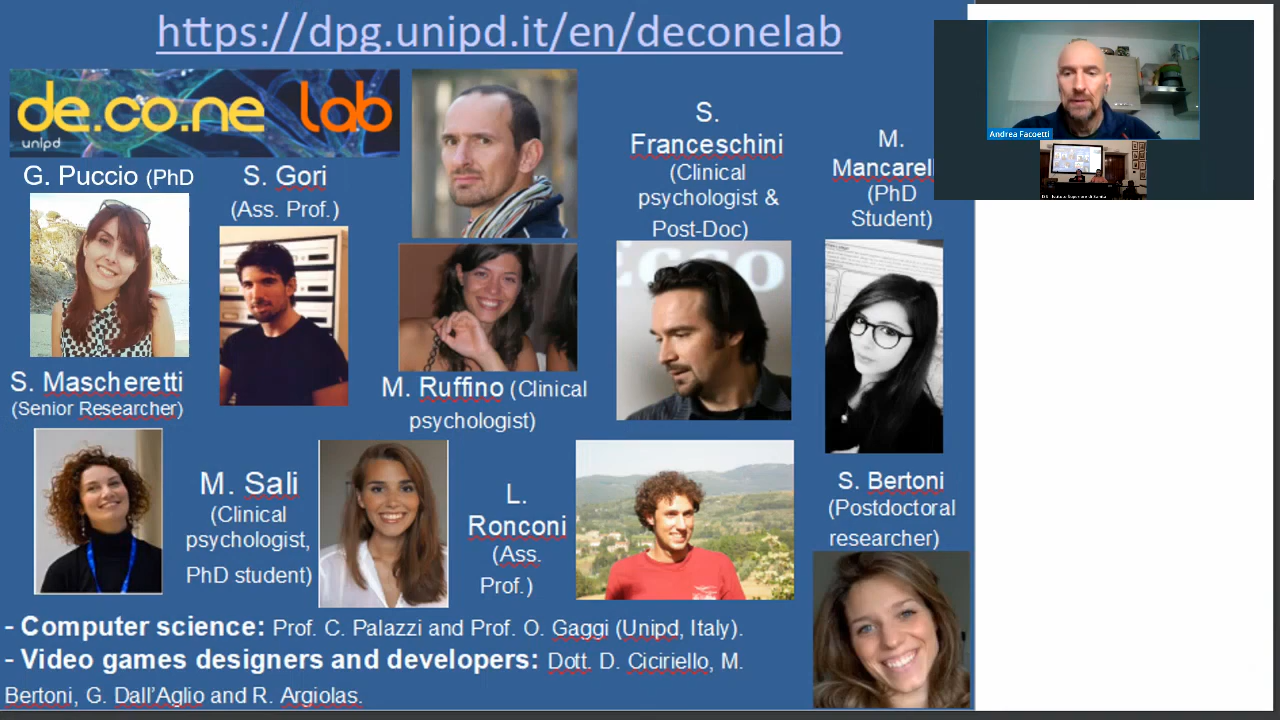 https://dpg.unipd.it/en/deconelab
de.co.ne lab
unipd
G. Puccio (PhD
S. Gori
(Ass. Prof.)
S.
Franceschini
(Clinical
psychologist &
Post-Doc)
M.
Mancarel
(PhD
Student)
Andrea Facoetti
S. Mascheretti
(Senior Researcher)
M. Ruffino (Clinical
psychologist)
M. Sali
(Clinical
psychologist,
PhD student)
L.
Ronconi
(Ass.
Prof.)
S. Bertoni
(Postdoctoral
researcher)
- Computer science: Prof. C. Palazzi and Prof. O. Gaggi (Unipd, Italy).
- Video games designers and developers: Dott. D. Ciciriello, M.
Bertoni, G. Dall'Aglio and R. Argiolas.